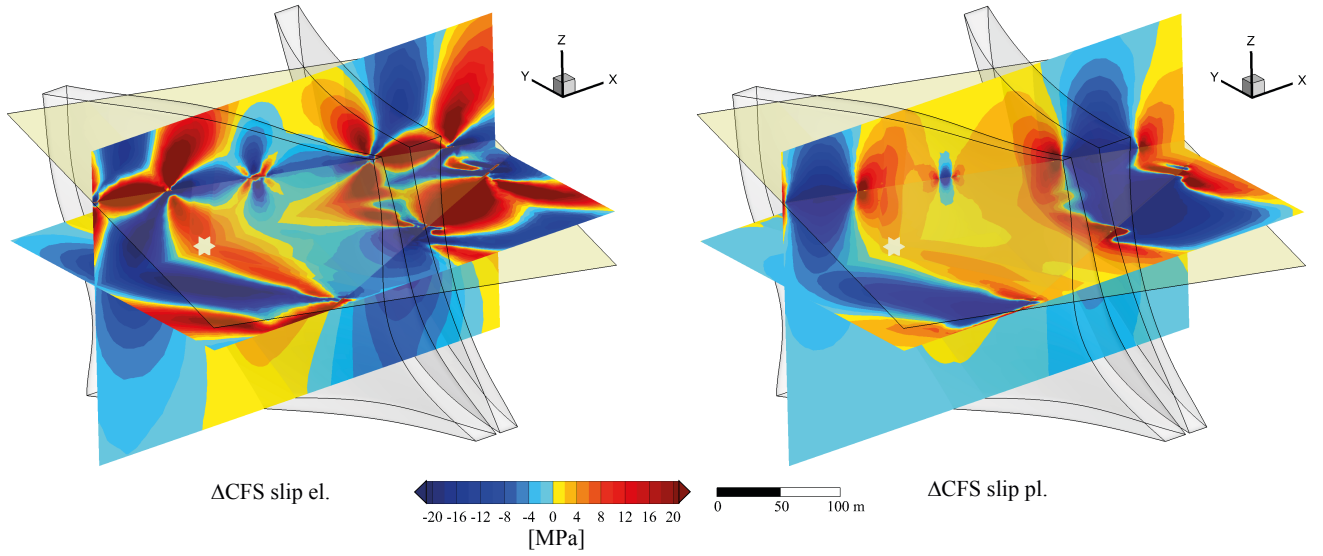 Z
Y
X
Z
Y
X
ΔCFS slip el.
-20 -16 -12 -8 -4 0 4 8 12 16 20
[MPa]
0 50 100 m
ΔCFS slip pl.